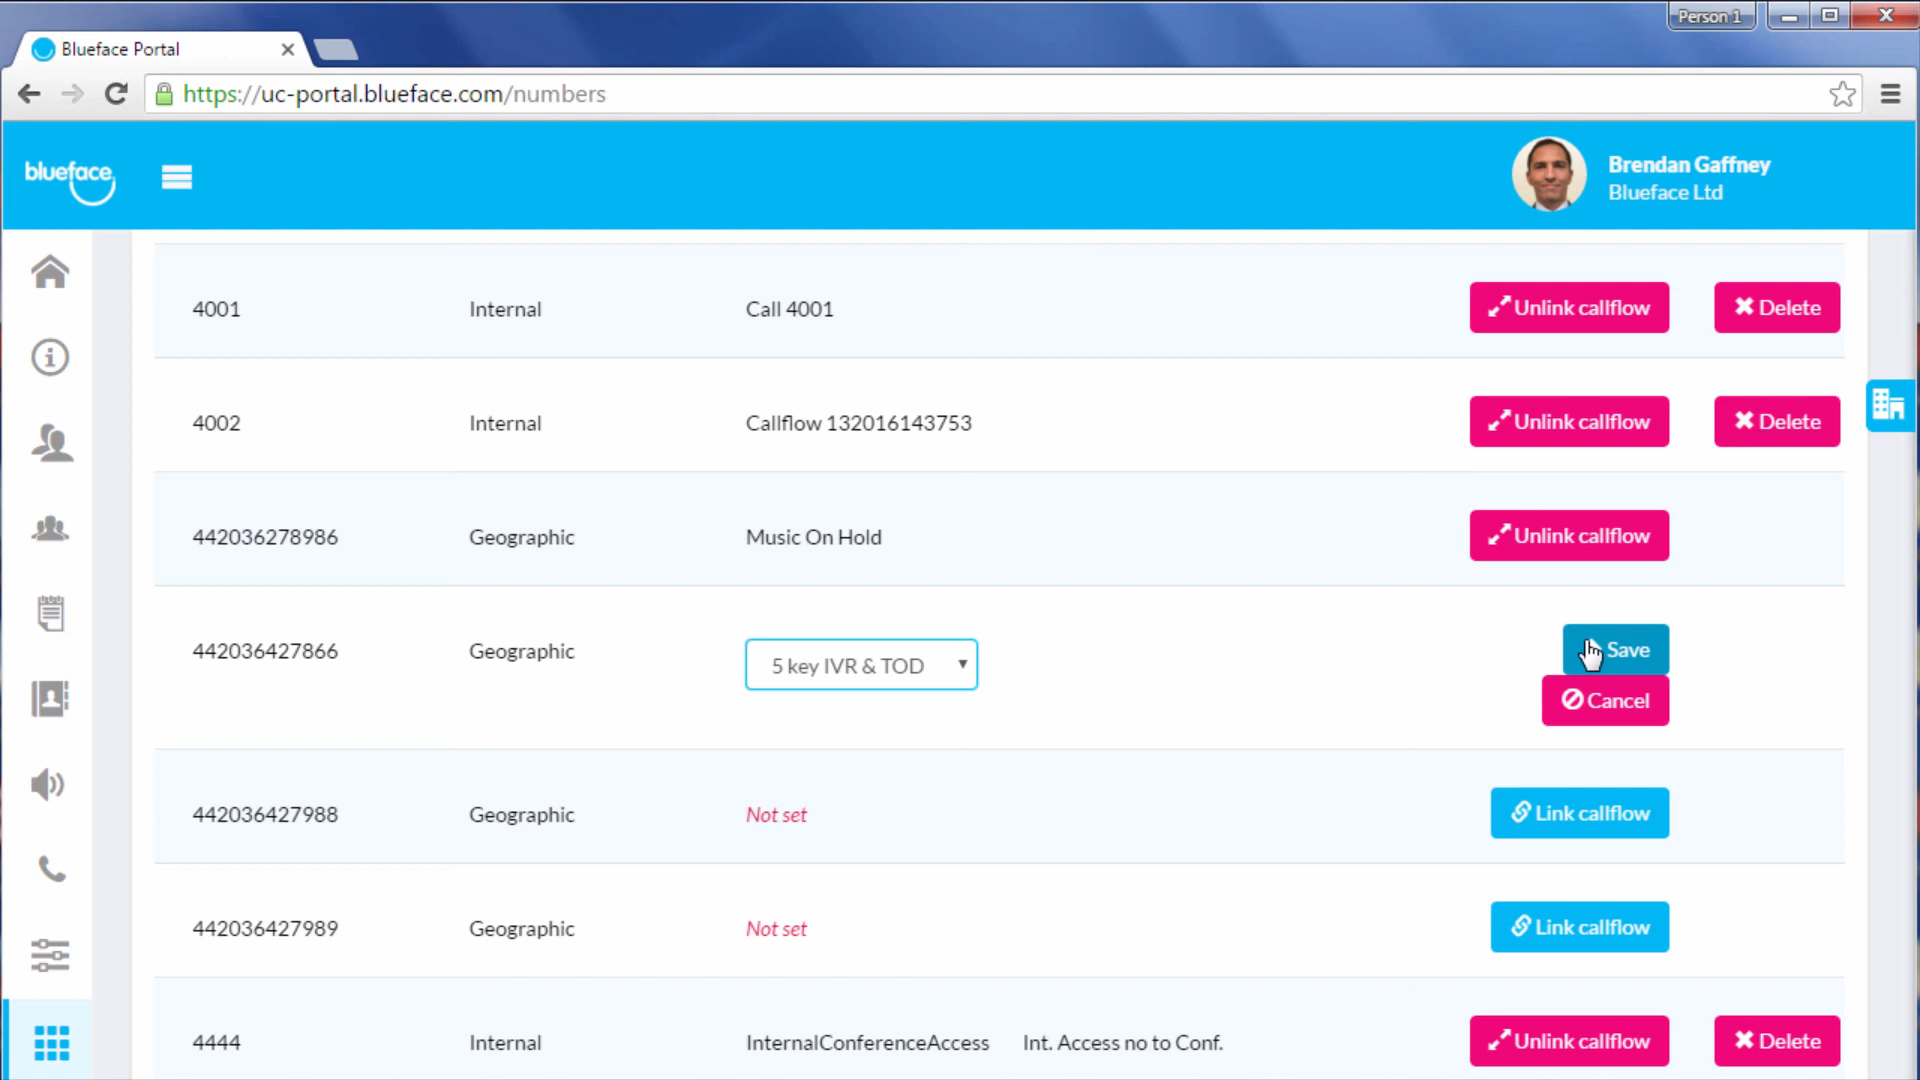 Person 1
Blueface Portal
https://uc-portal.blueface.com/numbers
blueface
Brendan Gaffney
Blueface Ltd
4001 Internal Call 4001 Unlink callflow Delete
4002 Internal Callflow 132016143753 Unlink callflow Delete
442036278986 Geographic Music On Hold Unlink callflow
442036427866 Geographic 5 key IVR & TOD Save
Cancel
442036427988 Geographic Not set Link callflow
442036427989 Geographic Not set Link callflow
4444 Internal InternalConferenceAccess Int. Access no to Conf. Unlink callflow Delete